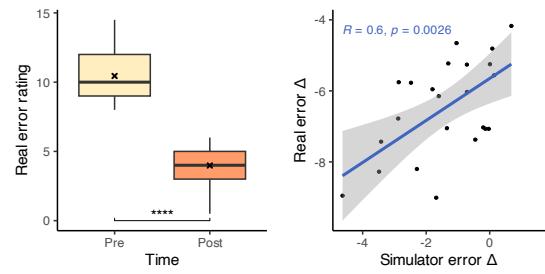 15
10
5
0
Real error rating
****
Pre
Post
Time
R = 0.6, p = 0.0026
-4
-6
-8
Real error Δ
-4
-2
0
Simulator error Δ